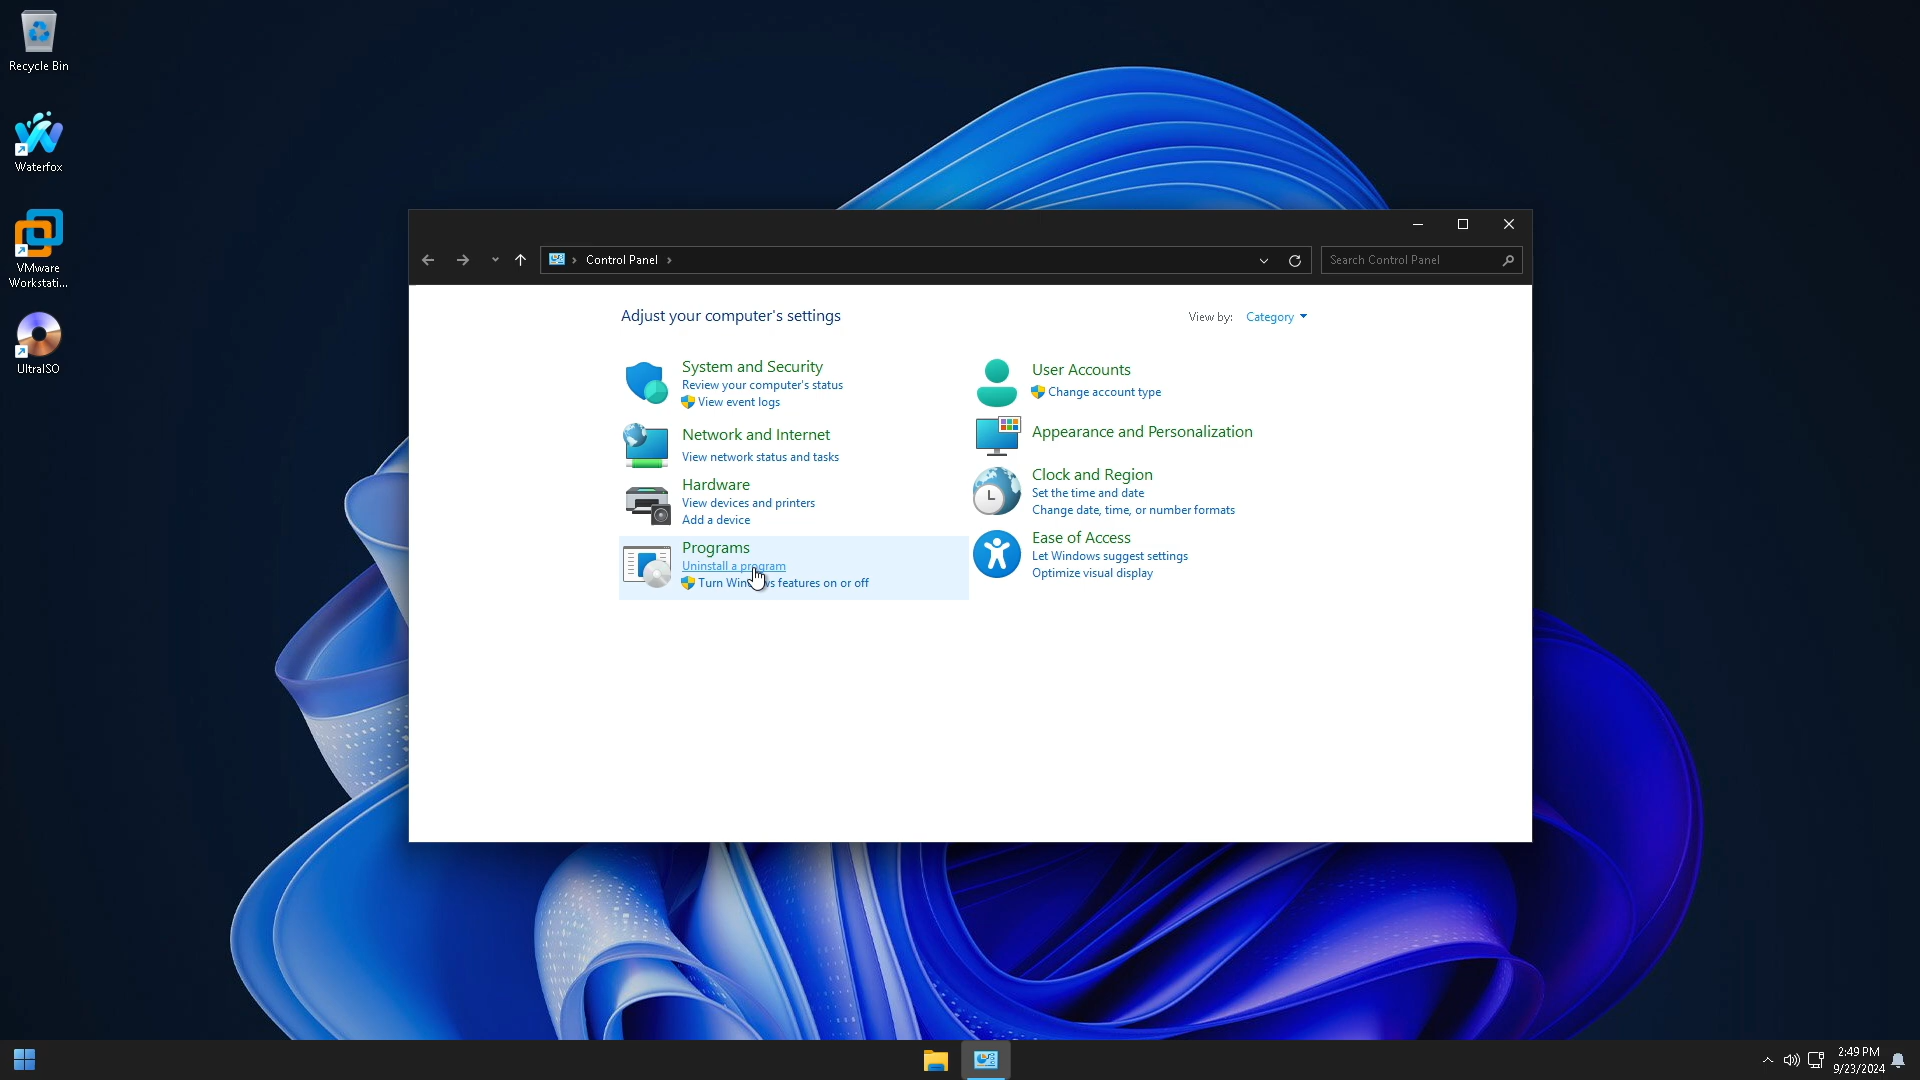 Recycle Bin
Waterfox
VMware
Workstati...
UltraISO
Control Panel
Search Control Panel
Adjust your computer's settings
View by: Category
System and Security
Review your computer's status
View event logs
Network and Internet
View network status and tasks
Hardware
View devices and printers
Add a device
Programs
Uninstall a program
Turn Windows features on or off
User Accounts
Change account type
Appearance and Personalization
Clock and Region
Set the time and date
Change date, time, or number formats
Ease of Access
Let Windows suggest settings
Optimize visual display
2:49 PM
9/23/2024